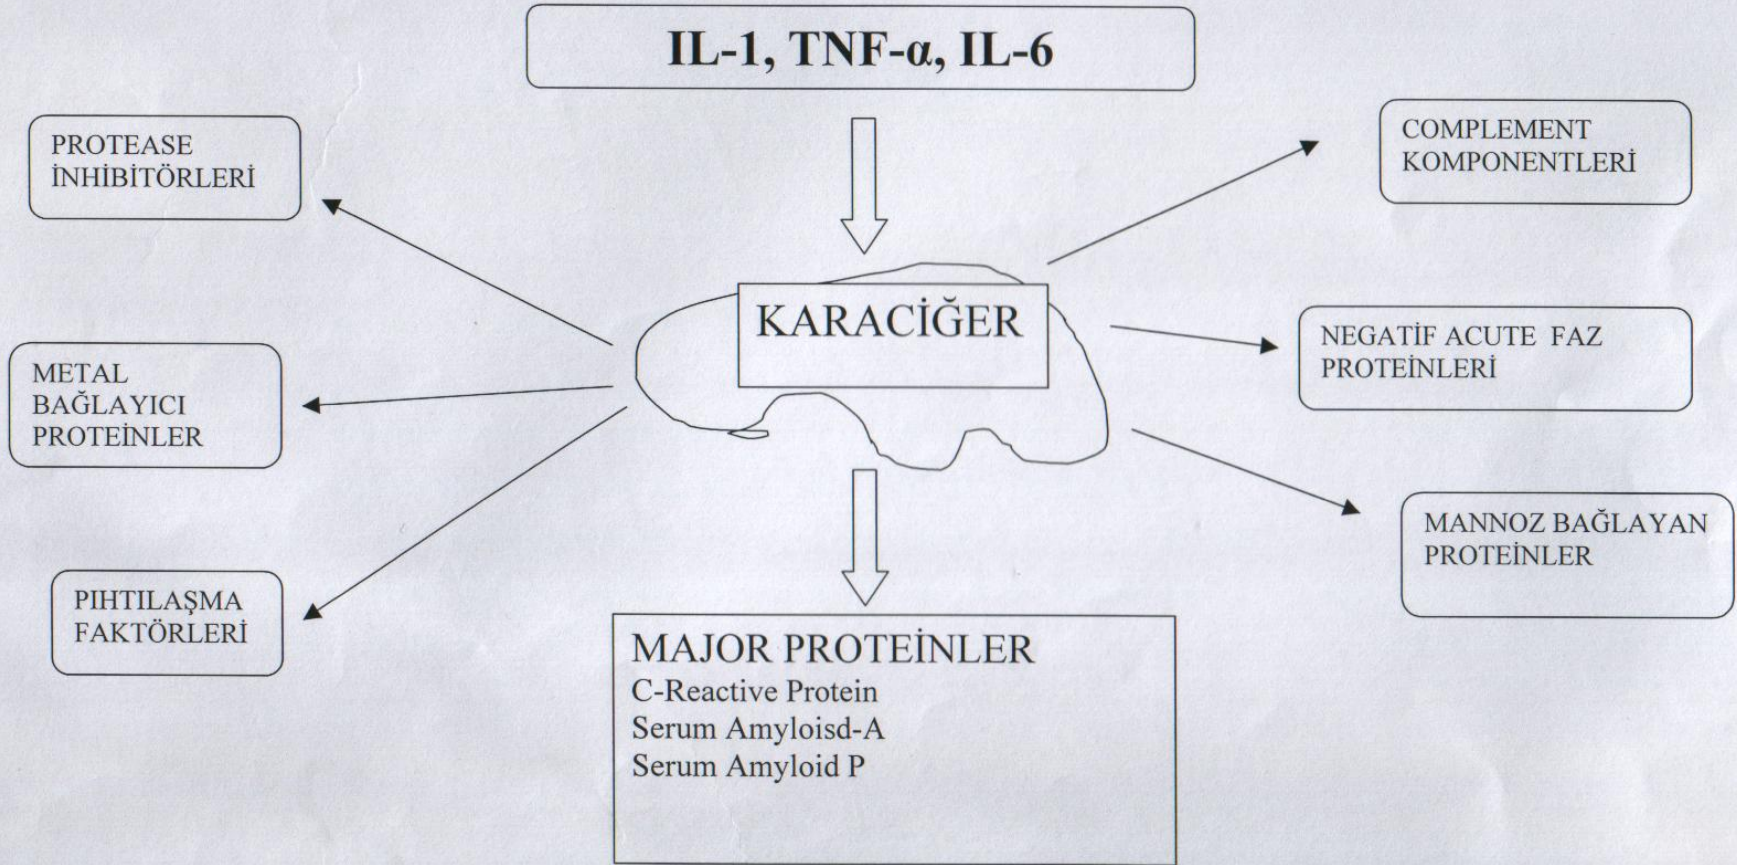 IL-1, TNF-α, IL-6
PROTEASE
İNHİBİTÖRLERİ
COMPLEMENT
KOMPONENTLERİ
KARACİĞER
METAL
BAĞLAYICI
PROTEİNLER
NEGATİF ACUTE FAZ
PROTEİNLERİ
PIHTILAŞMA
FAKTÖRLERİ
MANNOZ BAĞLAYAN
PROTEİNLER
MAJOR PROTEİNLER
C-Reactive Protein
Serum Amyloisd-A
Serum Amyloid P